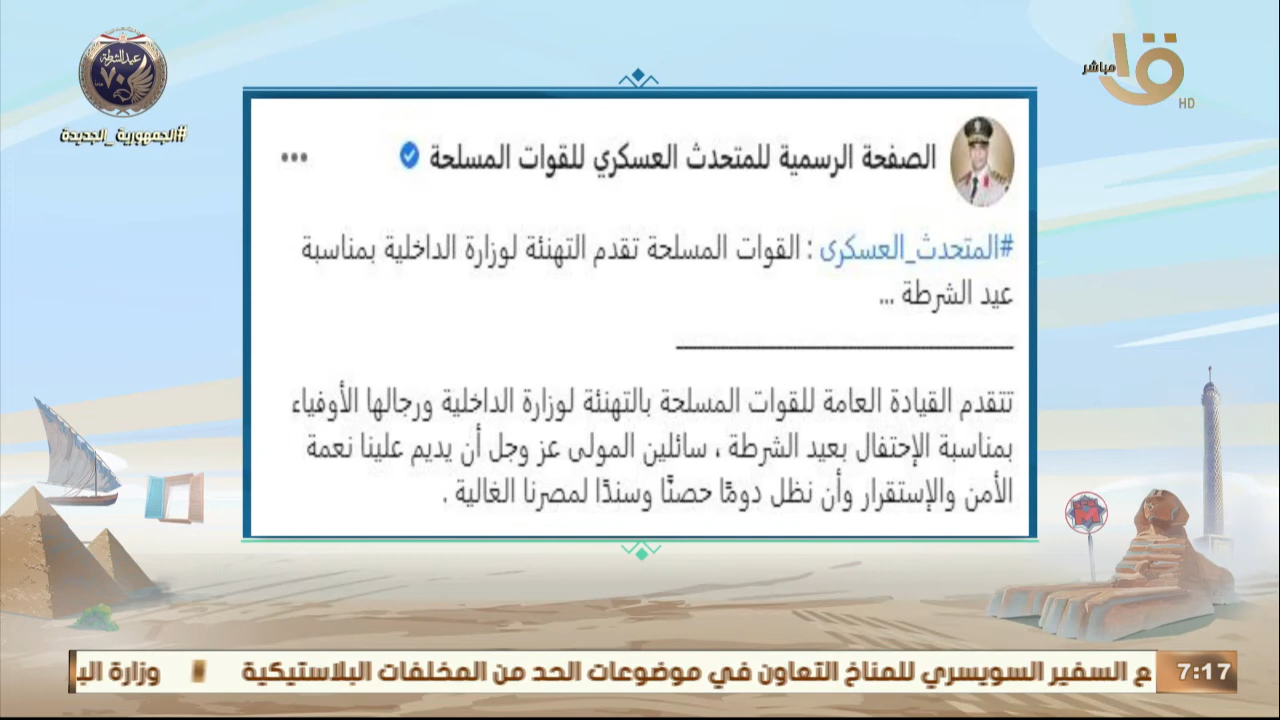 عيد الشرطة
٧٠
#الجمهورية_الجديدة
مباشر
HD
الصفحة الرسمية للمتحدث العسكري للقوات المسلحة
#المتحدث_العسكرى : القوات المسلحة تقدم التهنئة لوزارة الداخلية بمناسبة
عيد الشرطة ...
تتقدم القيادة العامة للقوات المسلحة بالتهنئة لوزارة الداخلية ورجالها الأوفياء
بمناسبة الإحتفال بعيد الشرطة ، سائلين المولى عز وجل أن يديم علينا نعمة
الأمن والإستقرار وأن نظل دومًا حصنًا وسندًا لمصرنا الغالية .
M
7:17
ع السفير السويسري للمناخ التعاون في موضوعات الحد من المخلفات البلاستيكية وزارة الب